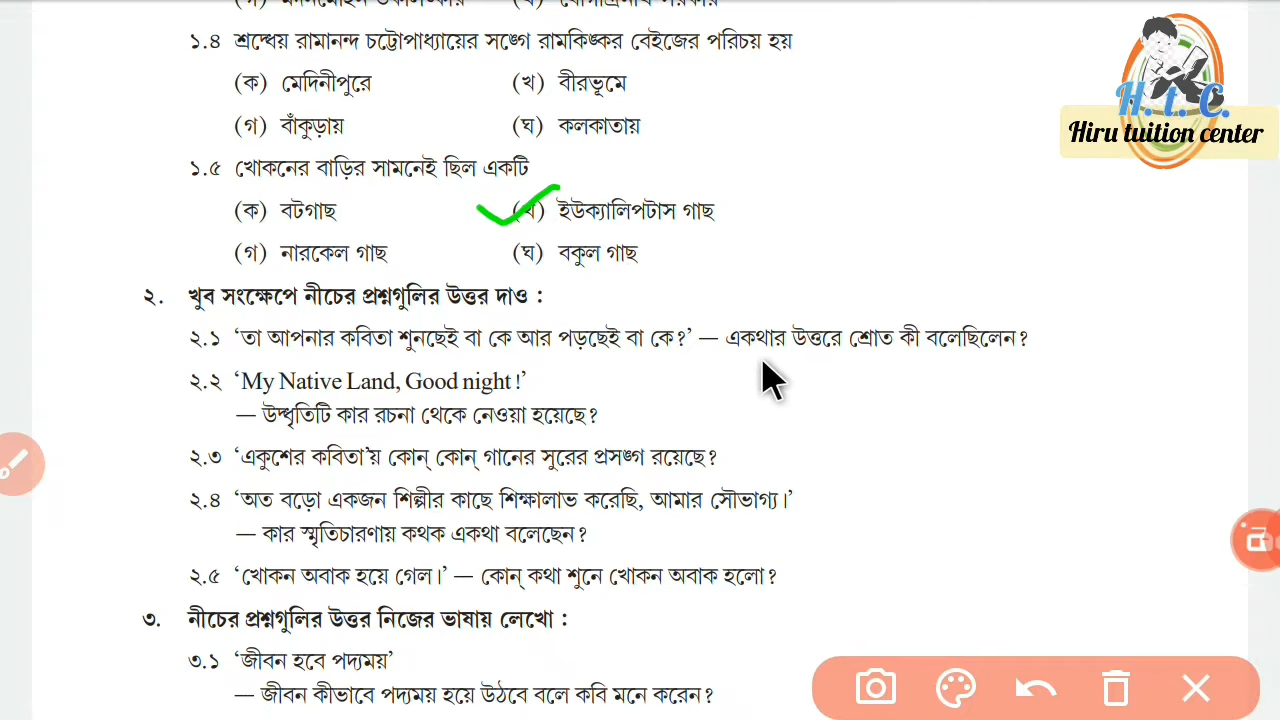 ১.৪ শ্রদ্ধেয় রামানন্দ চট্টোপাধ্যায়ের সঙ্গে রামকিঙ্কর বেইজের পরিচয় হয়
(ক) মেদিনীপুরে (খ) বীরভূমে
(গ) বাঁকুড়ায় (ঘ) কলকাতায়
১.৫ খোকনের বাড়ির সামনেই ছিল একটি
(ক) বটগাছ (খ) ইউক্যালিপটাস গাছ
(গ) নারকেল গাছ (ঘ) বকুল গাছ
২. খুব সংক্ষেপে নীচের প্রশ্নগুলির উত্তর দাও :
২.১ ‘তা আপনার কবিতা শুনছেই বা কে আর পড়ছেই বা কে?’ — একথার উত্তরে শ্রোত কী বলেছিলেন?
২.২ ‘My Native Land, Good night!’
— উদ্ধৃতিটি কার রচনা থেকে নেওয়া হয়েছে?
২.৩ ‘একুশের কবিতা’য় কোন্ কোন্ গানের সুরের প্রসঙ্গ রয়েছে?
২.৪ ‘অত বড়ো একজন শিল্পীর কাছে শিক্ষালাভ করেছি, আমার সৌভাগ্য।’
— কার স্মৃতিচারণায় কথক একথা বলেছেন?
২.৫ ‘খোকন অবাক হয়ে গেল।’ — কোন্ কথা শুনে খোকন অবাক হলো?
৩. নীচের প্রশ্নগুলির উত্তর নিজের ভাষায় লেখো :
৩.১ ‘জীবন হবে পদ্যময়’
— জীবন কীভাবে পদ্যময় হয়ে উঠবে বলে কবি মনে করেন?
H. t. C.
Hiru tuition center